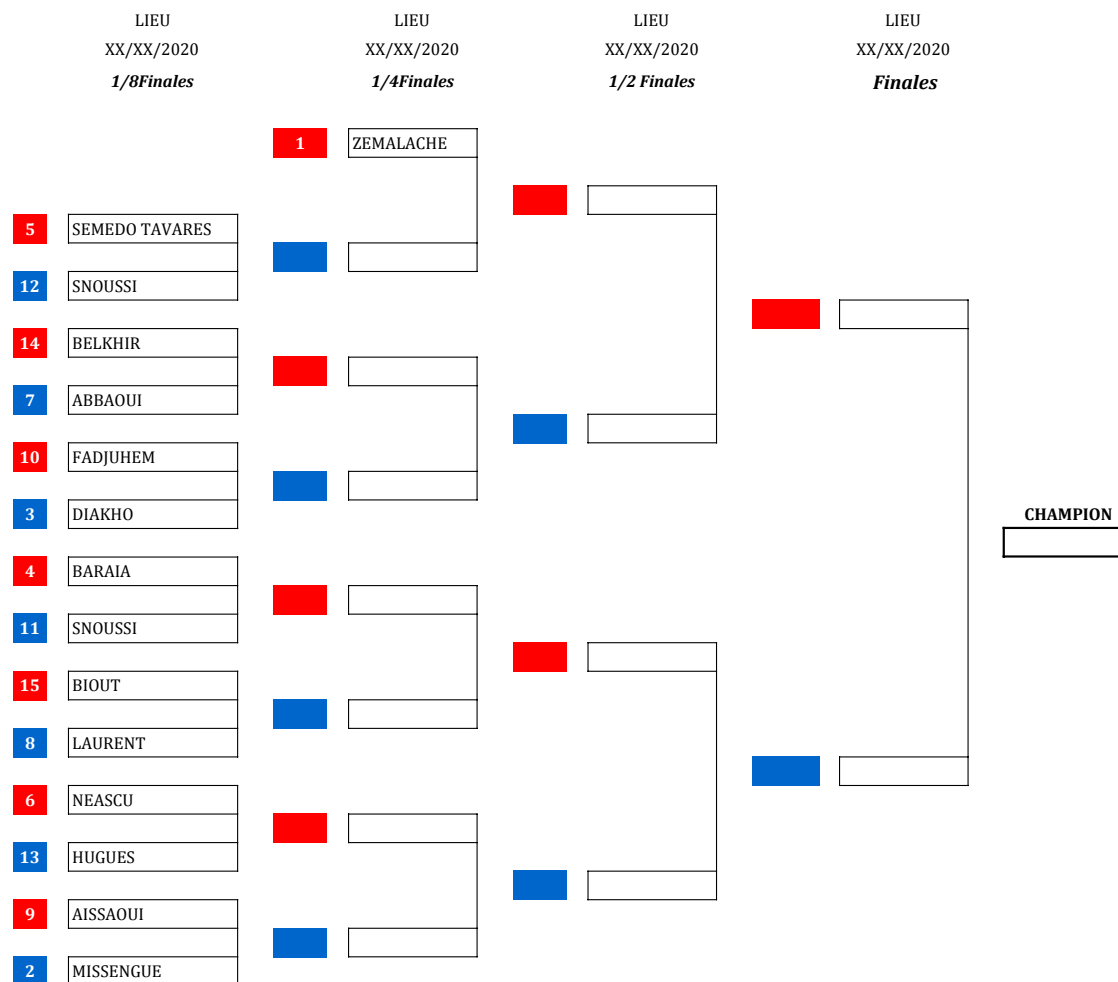 LIEU LIEU LIEU LIEU
XX/XX/2020 XX/XX/2020 XX/XX/2020 XX/XX/2020
1/8Finales 1/4Finales 1/2 Finales Finales
1 ZEMALACHE
5 SEMEDO TAVARES
12 SNOUSSI
14 BELKHIR
7 ABBAOUI
10 FADJUHEM
3 DIAKHO
CHAMPION
4 BARAIA
11 SNOUSSI
15 BIOUT
8 LAURENT
6 NEASCU
13 HUGUES
9 AISSAOUI
2 MISSENGUE